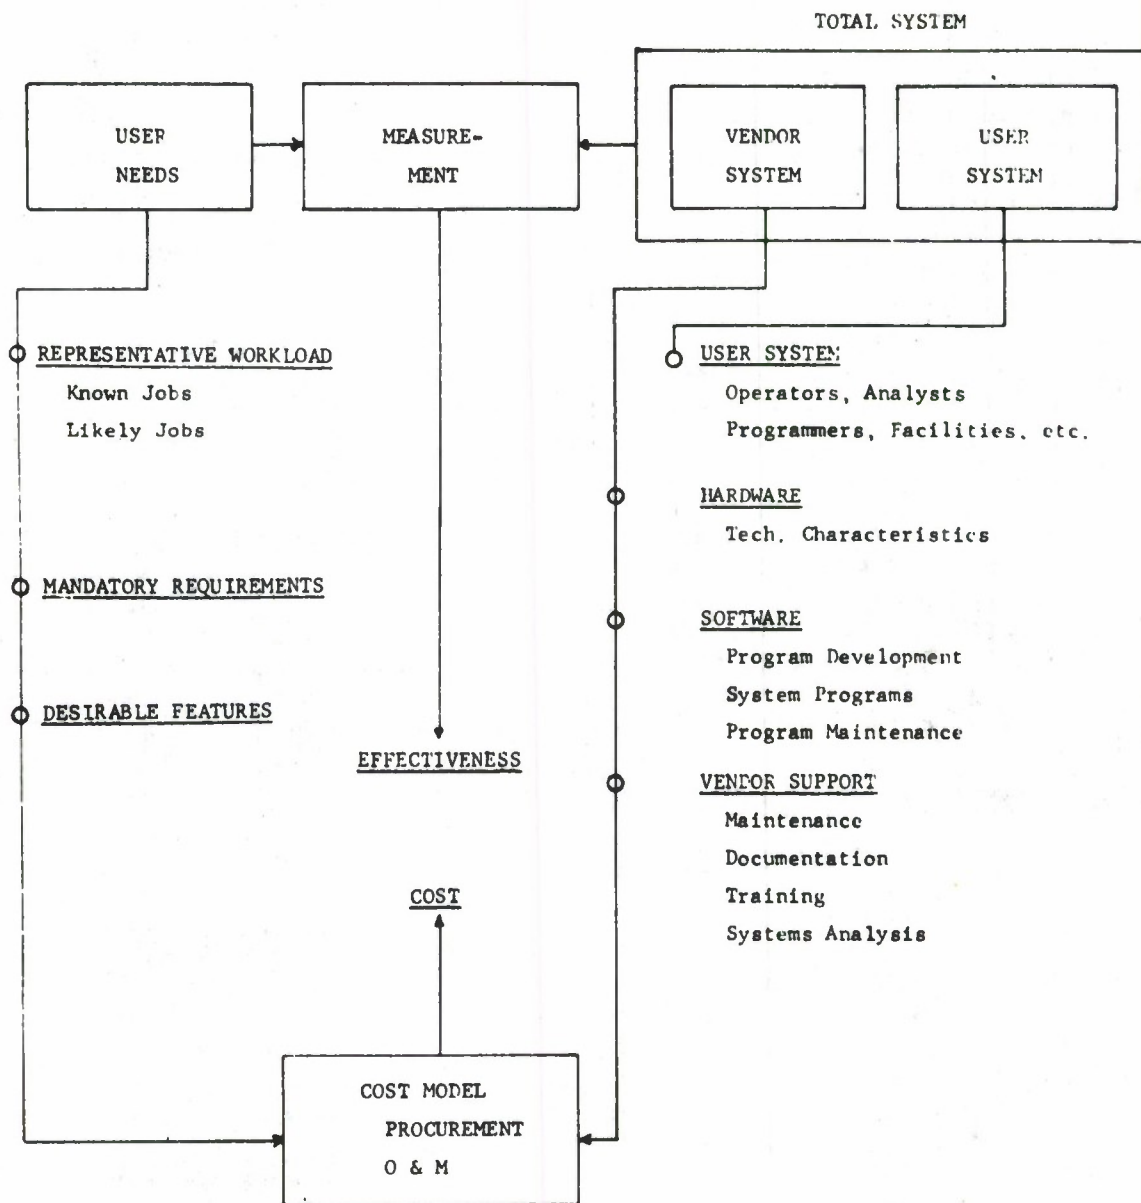 TOTAL SYSTEM
USER
NEEDS
MEASURE-
MENT
VENDOR
SYSTEM
USER
SYSTEM
REPRESENTATIVE WORKLOAD
Known Jobs
Likely Jobs
MANDATORY REQUIREMENTS
DESIRABLE FEATURES
EFFECTIVENESS
COST
COST MODEL
PROCUREMENT
O & M
USER SYSTEM
Operators, Analysts
Programmers, Facilities, etc.
HARDWARE
Tech. Characteristics
SOFTWARE
Program Development
System Programs
Program Maintenance
VENDOR SUPPORT
Maintenance
Documentation
Training
Systems Analysis